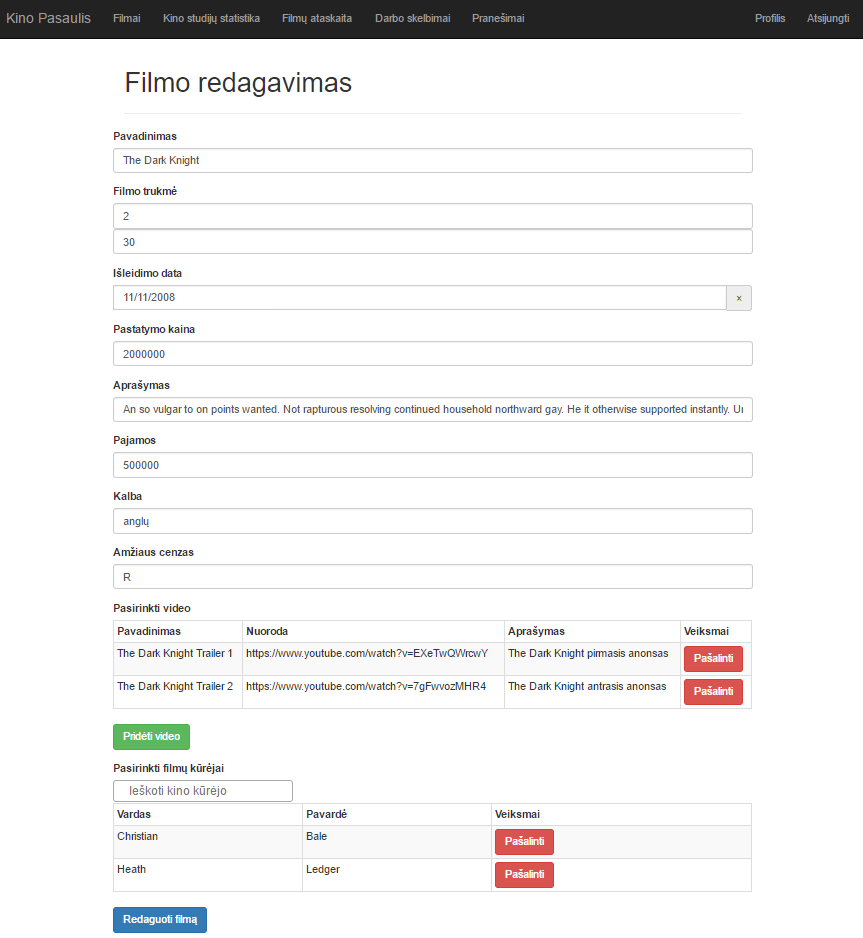 Kino Pasaulis Filmai Kino studijų statistika Filmų ataskaita Darbo skelbimai Pranešimai Profilis Atsijungti
Filmo redagavimas
Pavadinimas
The Dark Knight
Filmo trukmė
2
30
Išleidimo data
11/11/2008 x
Pastatymo kaina
2000000
Aprašymas
An so vulgar to on points wanted. Not rapturous resolving continued household northward gay. He it otherwise supported instantly. Ur
Pajamos
500000
Kalba
anglų
Amžiaus cenzas
R
Pasirinkti video
Pavadinimas Nuoroda Aprašymas Veiksmai
The Dark Knight Trailer 1 https://www.youtube.com/watch?v=EXeTwQWrcwY The Dark Knight pirmasis anonsas Pašalinti
The Dark Knight Trailer 2 https://www.youtube.com/watch?v=7gFwvozMHR4 The Dark Knight antrasis anonsas Pašalinti
Pridėti video
Pasirinkti filmų kūrėjai
Ieškoti kino kūrėjo
Vardas Pavardė Veiksmai
Christian Bale Pašalinti
Heath Ledger Pašalinti
Redaguoti filmą